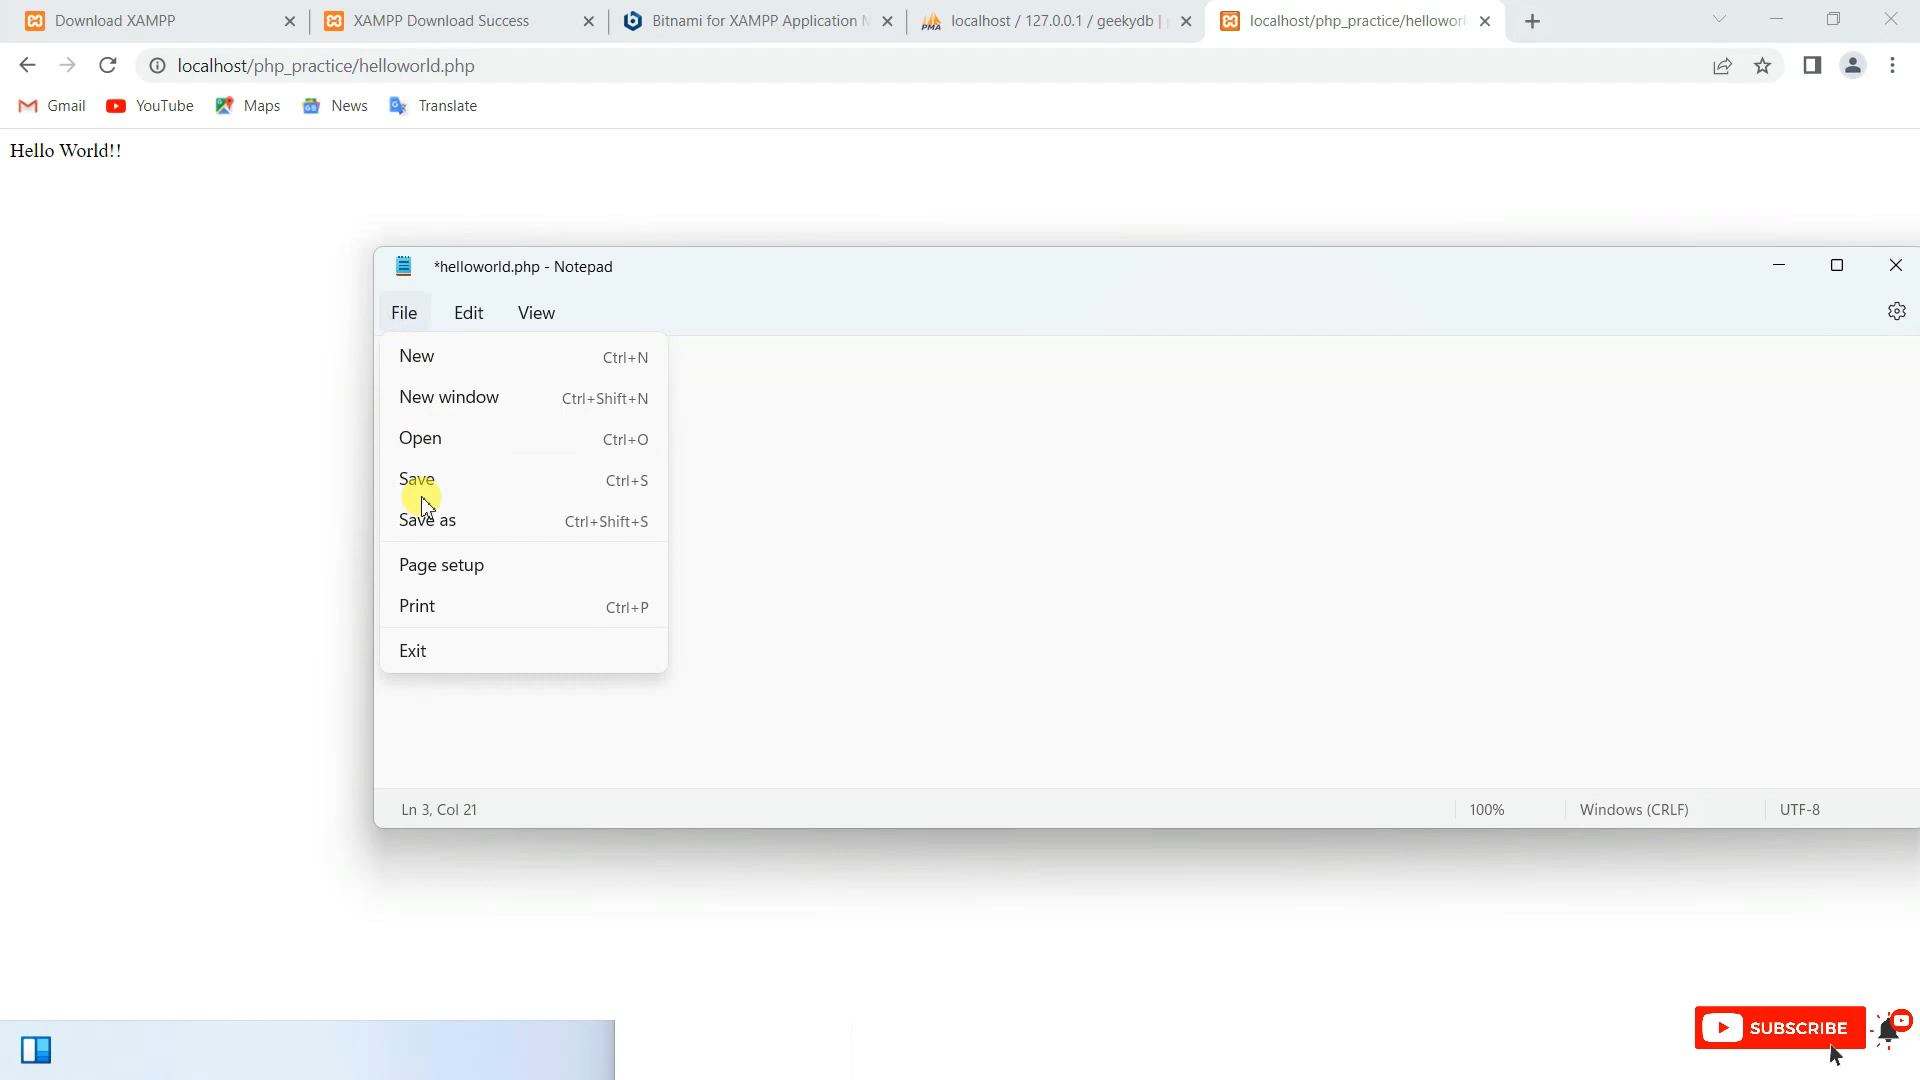 Download XAMPP
XAMPP Download Success
Bitnami for XAMPP Application M
localhost / 127.0.0.1 / geekydb |
localhost/php_practice/hellowor
localhost/php_practice/helloworld.php
Gmail
YouTube
Maps
News
Translate
Hello World!!
*helloworld.php - Notepad
File Edit View
New Ctrl+N
New window Ctrl+Shift+N
Open Ctrl+O
Save Ctrl+S
Save as Ctrl+Shift+S
Page setup
Print Ctrl+P
Exit
Ln 3, Col 21
100%
Windows (CRLF)
UTF-8
SUBSCRIBE